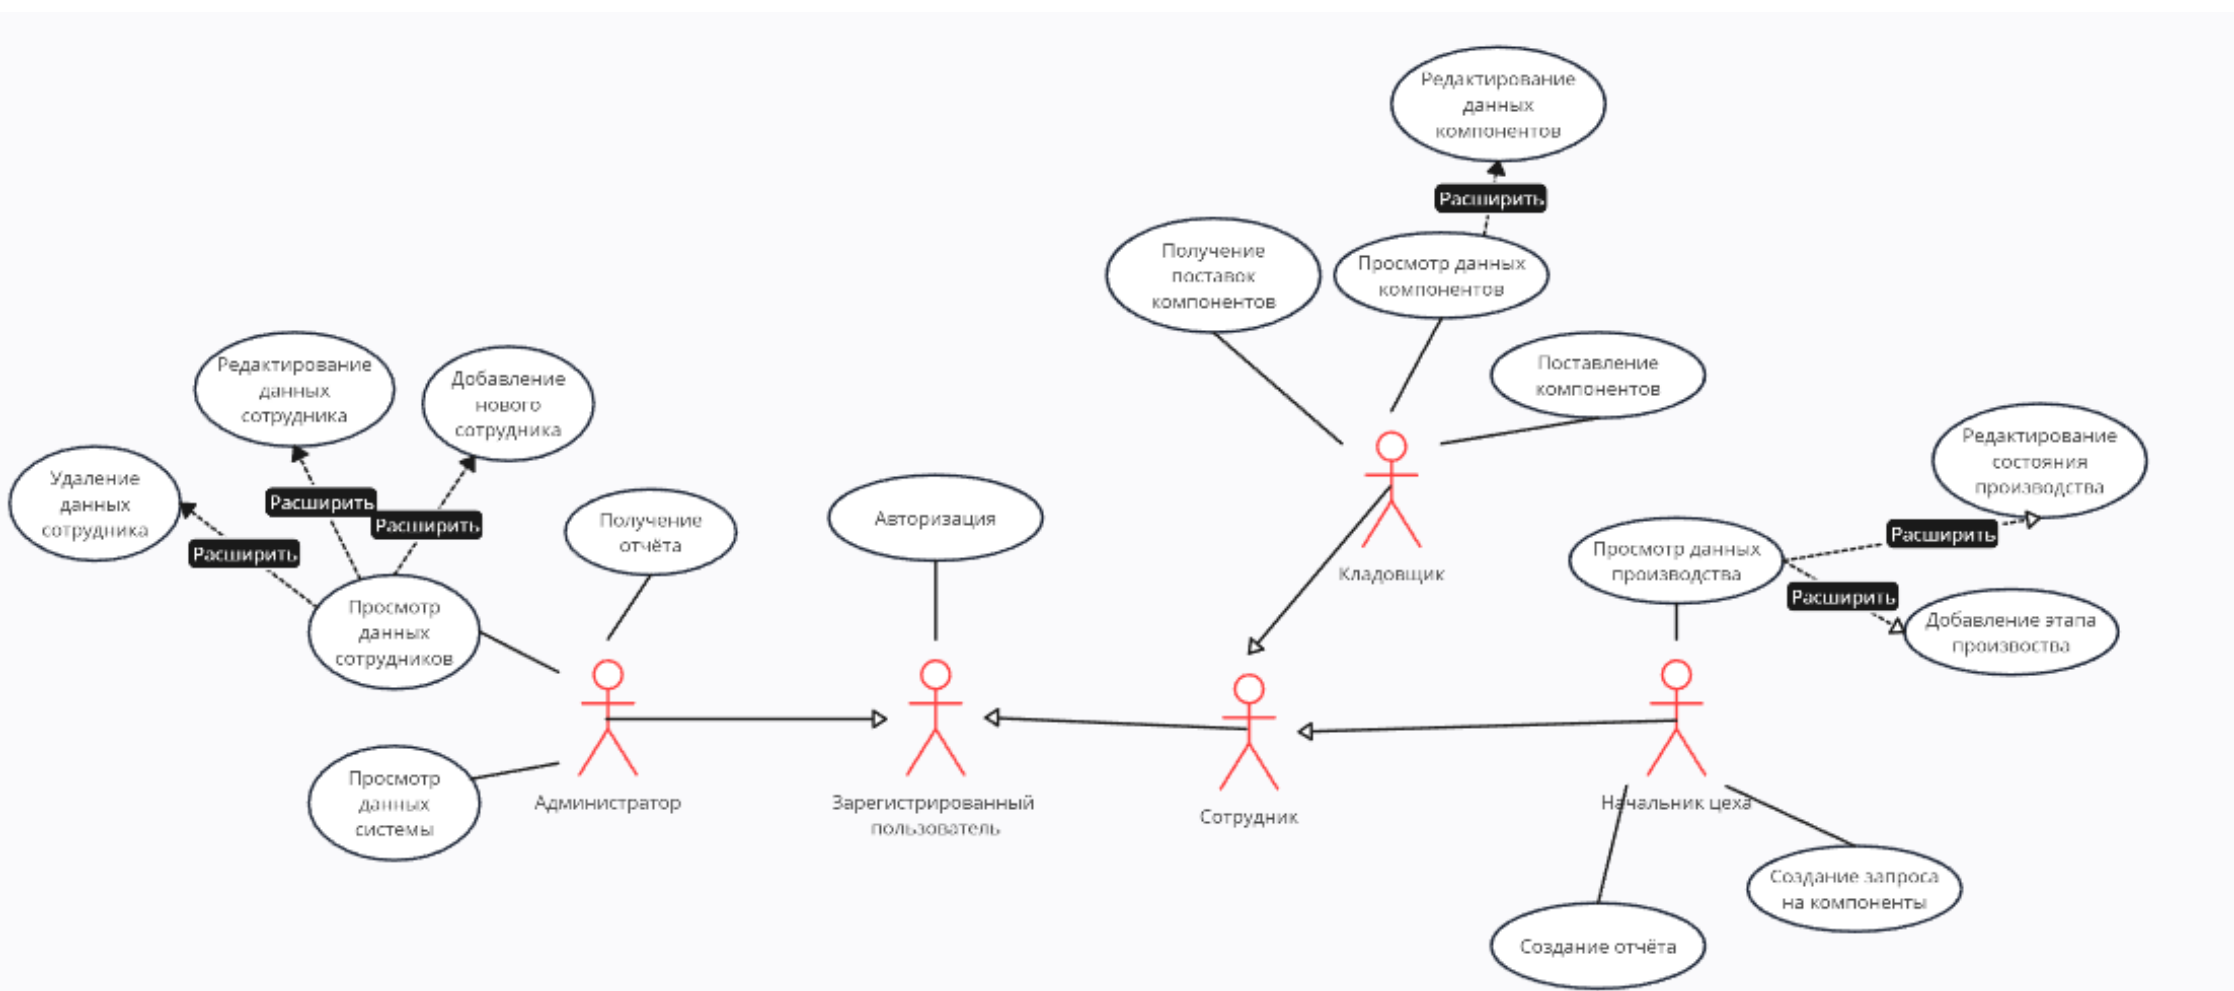 Редактирование
данных
компонентов
Расширить
Получение
поставок
компонентов
Просмотр данных
компонентов
Поставление
компонентов
Кладовщик
Редактирование
данных
сотрудника
Добавление
нового
сотрудника
Удаление
данных
сотрудника
Расширить
Расширить
Расширить
Просмотр
данных
сотрудников
Получение
отчёта
Просмотр
данных
системы
Администратор
Авторизация
Зарегистрированный
пользователь
Сотрудник
Редактирование
состояния
производства
Расширить
Просмотр данных
производства
Расширить
Добавление этапа
произвоства
Начальник цеха
Создание запроса
на компоненты
Создание отчёта